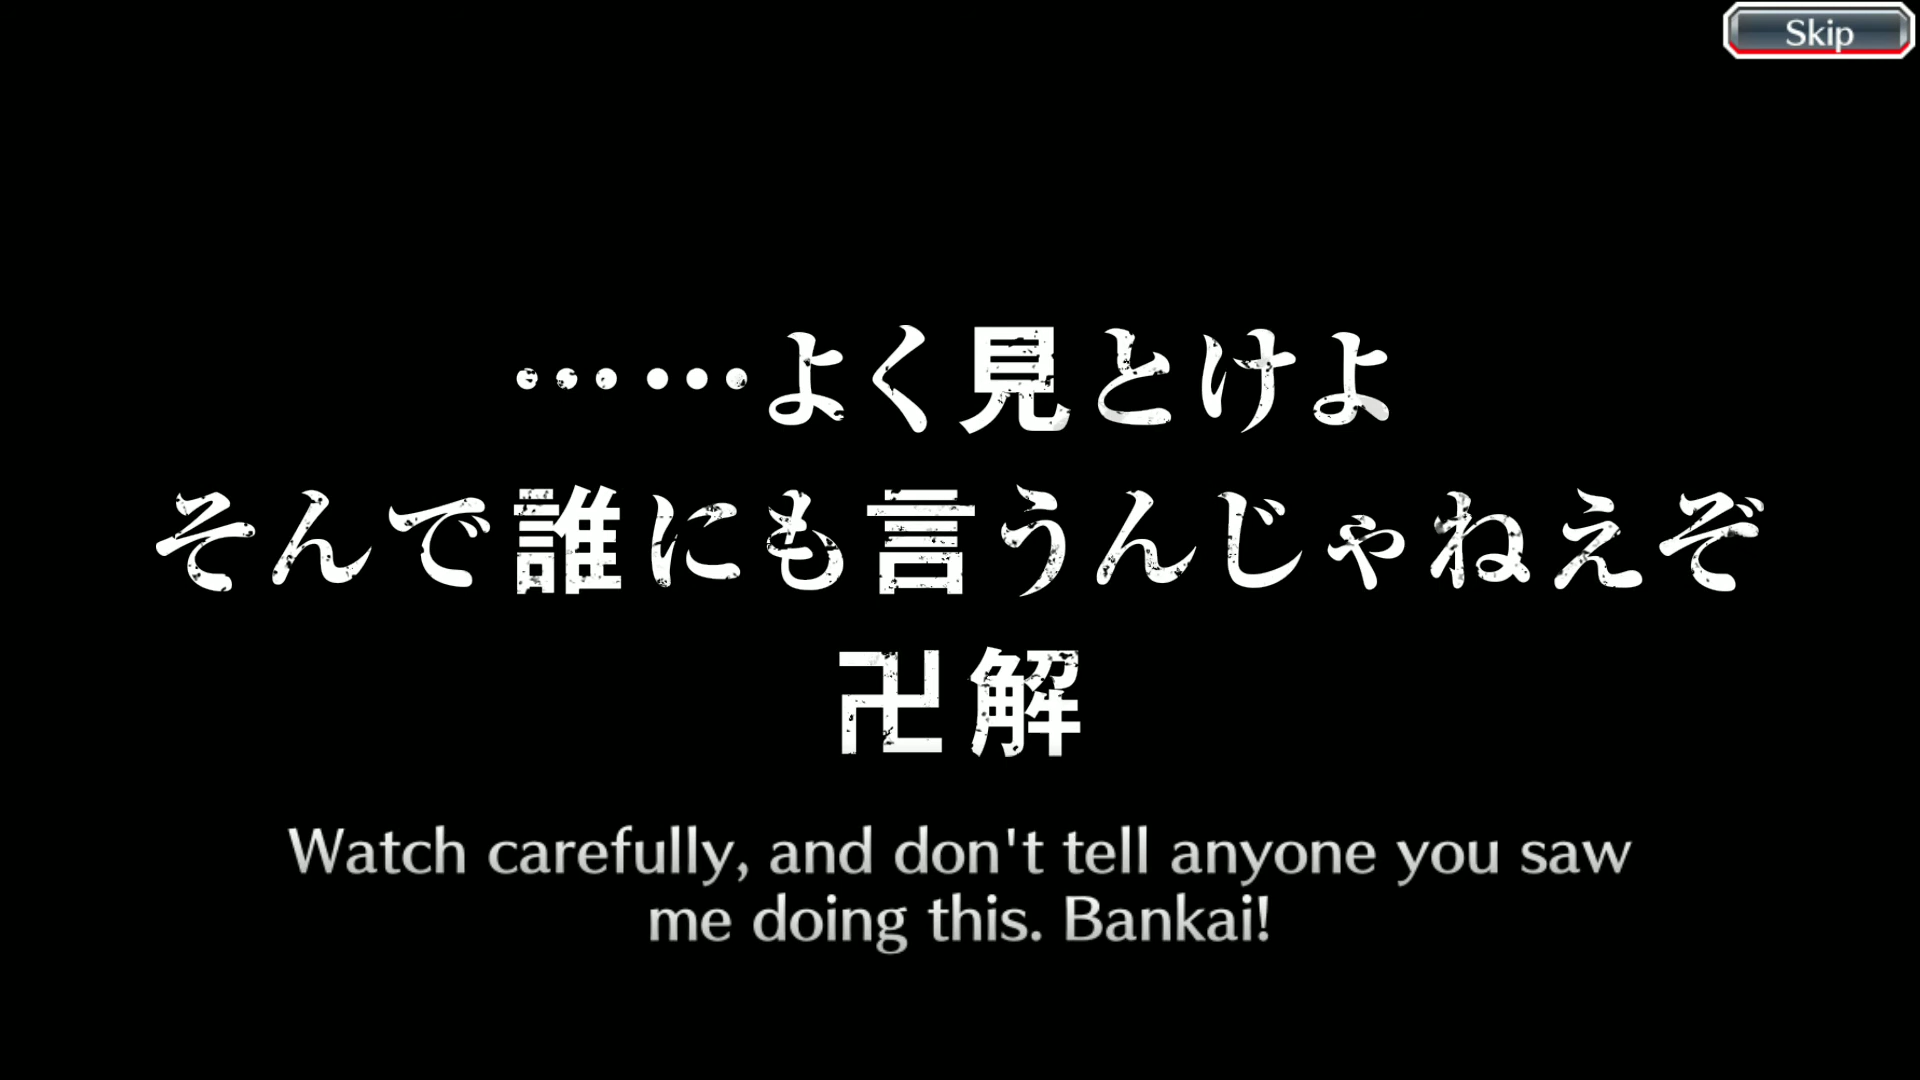 Skip
……よく見とけよ
そんで誰にも言うんじゃねえぞ
卍解
Watch carefully, and don't tell anyone you saw
me doing this. Bankai!